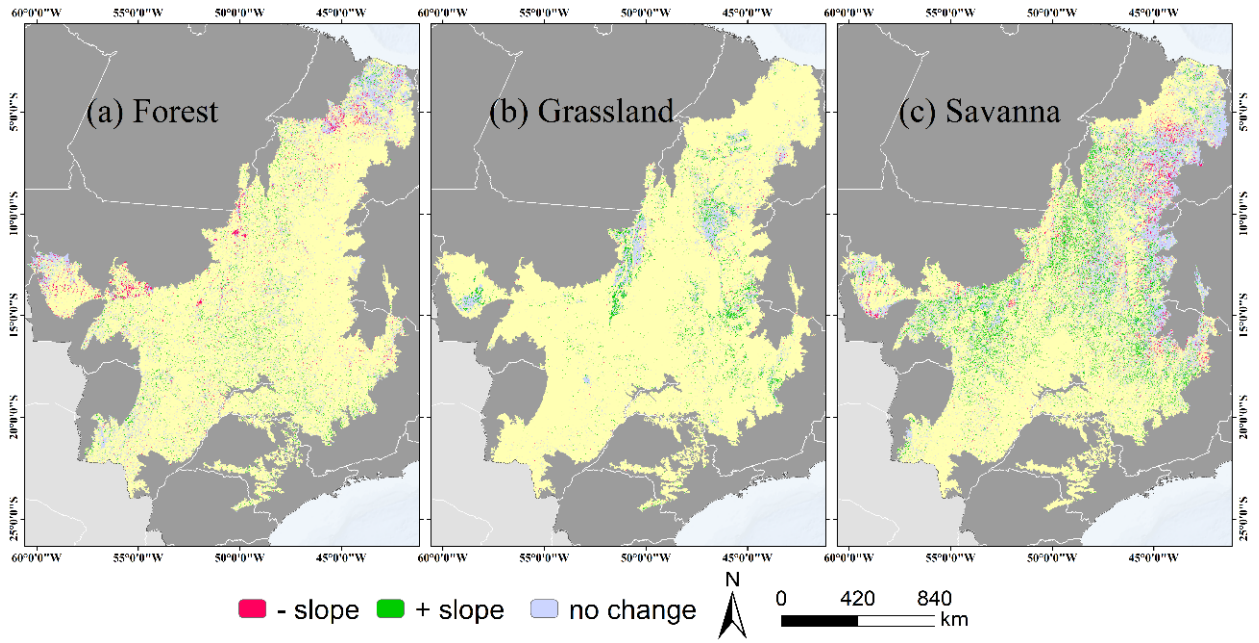 60°0'0"W 55°0'0"W 50°0'0"W 45°0'0"W 60°0'0"W 55°0'0"W 50°0'0"W 45°0'0"W 60°0'0"W 55°0'0"W 50°0'0"W 45°0'0"W
5°0'0"S (a) Forest (b) Grassland (c) Savanna 5°0'0"S
10°0'0"S 10°0'0"S
15°0'0"S 15°0'0"S
20°0'0"S 20°0'0"S
25°0'0"S 25°0'0"S
60°0'0"W 55°0'0"W 50°0'0"W 45°0'0"W 60°0'0"W 55°0'0"W 50°0'0"W 45°0'0"W 60°0'0"W 55°0'0"W 50°0'0"W 45°0'0"W
- slope + slope no change N 0 420 840
km